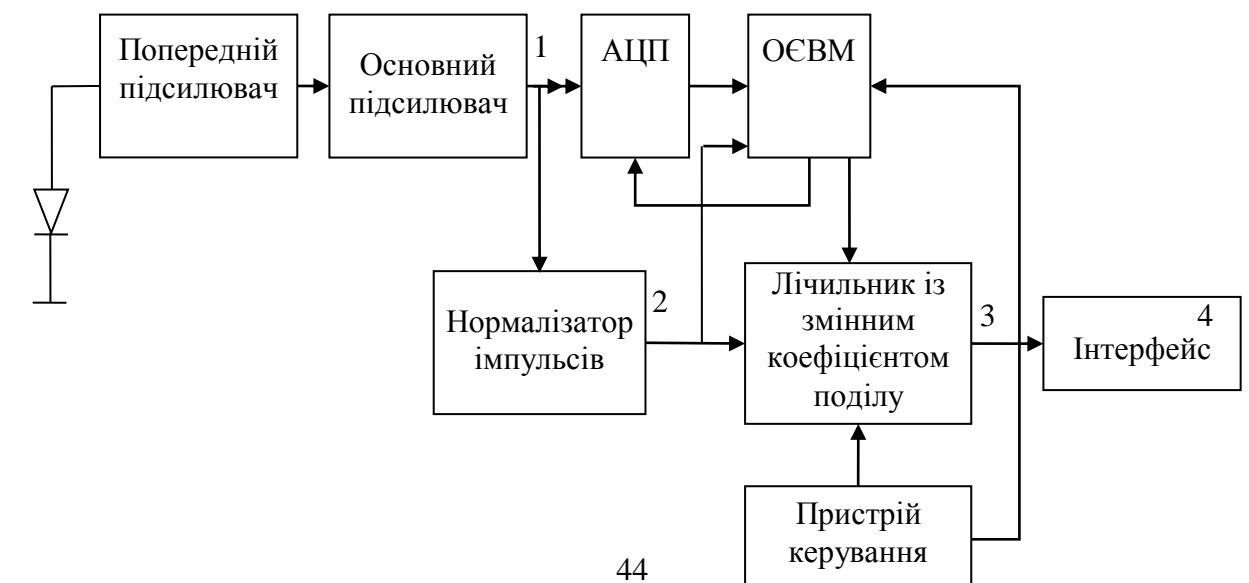 Попередній
підсилювач
Основний
підсилювач
1
АЦП
ОЄВМ
Нормалізатор
імпульсів
2
Лічильник із
змінним
коефіцієнтом
поділу
3
4
Інтерфейс
Пристрій
керування
44